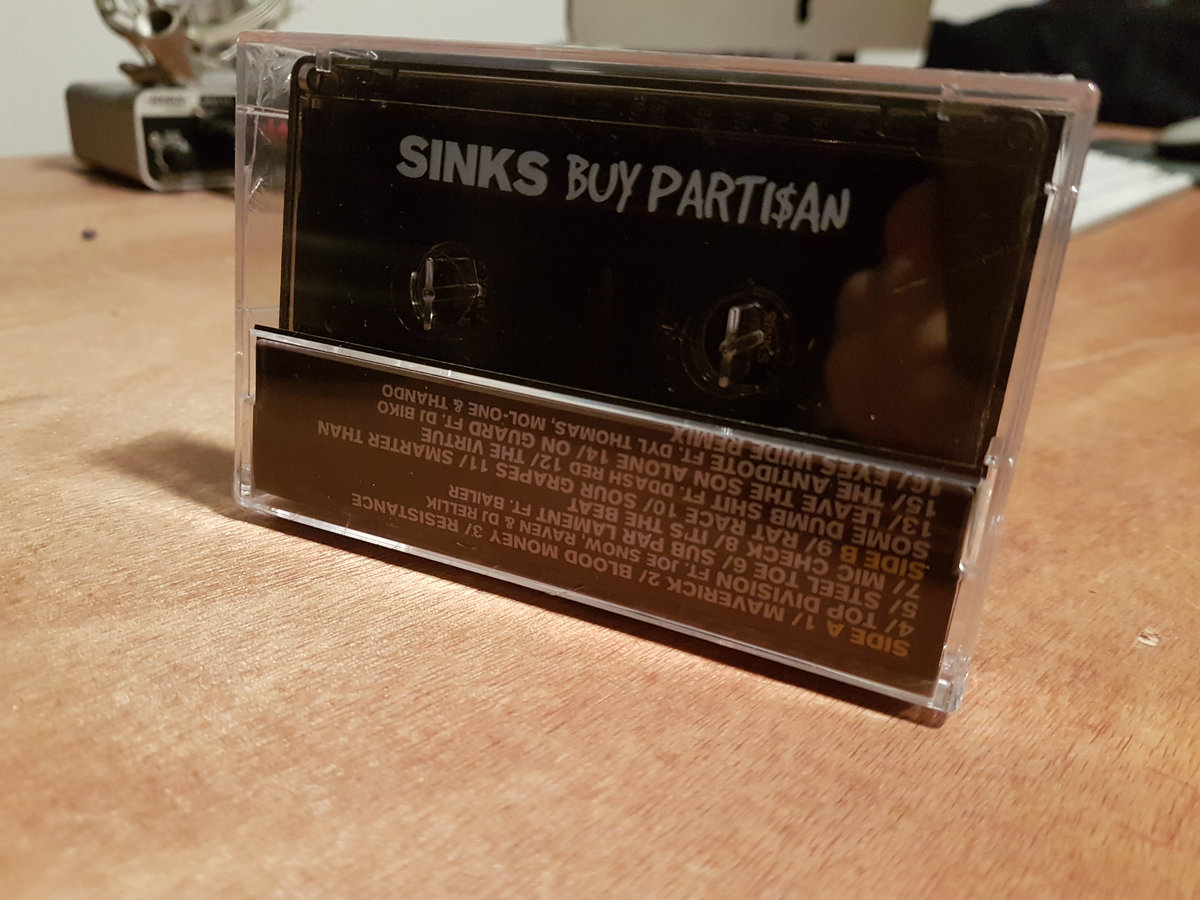 SINKS BUY PARTI$AN
SIDE A 1/ MAVERICK 2/ BLOOD MONEY 3/ RESISTANCE
4/ TOP DIVISION FT. JOE SNOW, RAVEN & DJ RELLIK
5/ STEEL TOE 6/ SUB PAR LAMENT FT. BAILER
7/ MIC CHECK 8/ IT'S THE BEAT
SIDE B 9/ RAT RACE 10/ SOUR GRAPES 11/ SMARTER THAN
SOME DUMB SHIT FT. DDASH RED 12/ THE VIRTUE
13/ LEAVE THE SON ALONE 14/ ON GUARD FT. DJ BIKO
15/ THE ANTIDOTE FT. DYL THOMAS, MOL-ONE & THANDO
16/ EYES WIDE REMIX